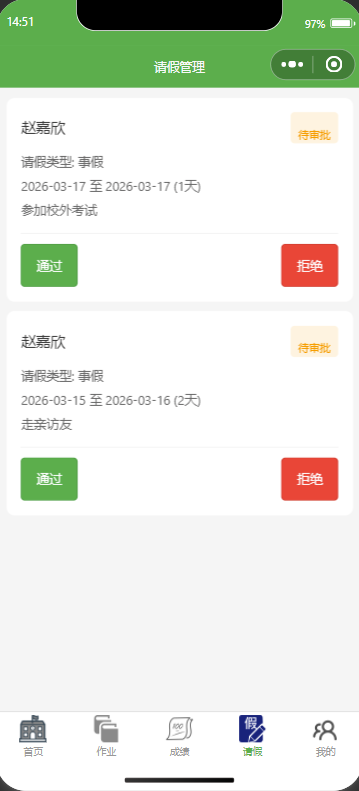 14:51
97%
请假管理
赵嘉欣
待审批
请假类型: 事假
2026-03-17 至 2026-03-17 (1天)
参加校外考试
通过
拒绝
赵嘉欣
待审批
请假类型: 事假
2026-03-15 至 2026-03-16 (2天)
走亲访友
通过
拒绝
100
假
首页
作业
成绩
请假
我的